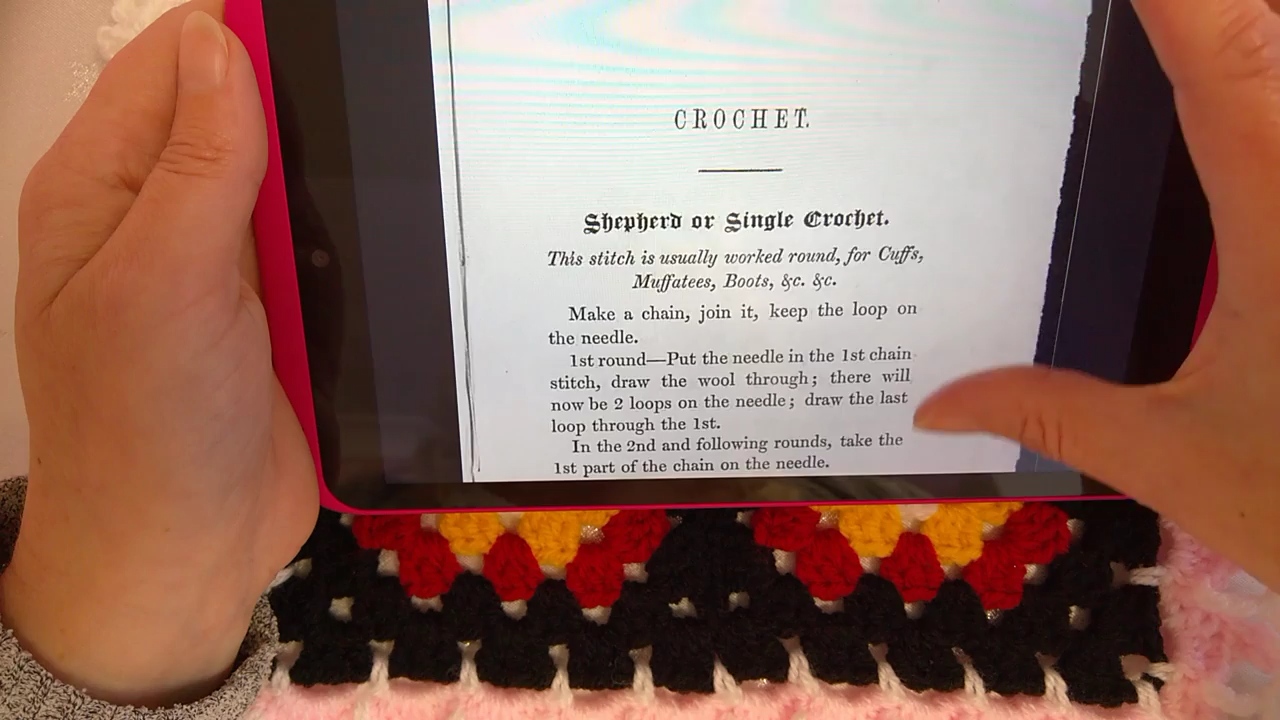 CROCHET.
Shepherd or Single Crochet.
This stitch is usually worked round, for Cuffs,
Muffatees, Boots, &c. &c.
Make a chain, join it, keep the loop on
the needle.
1st round—Put the needle in the 1st chain
stitch, draw the wool through; there will
now be 2 loops on the needle; draw the last
loop through the 1st.
In the 2nd and following rounds, take the
1st part of the chain on the needle.